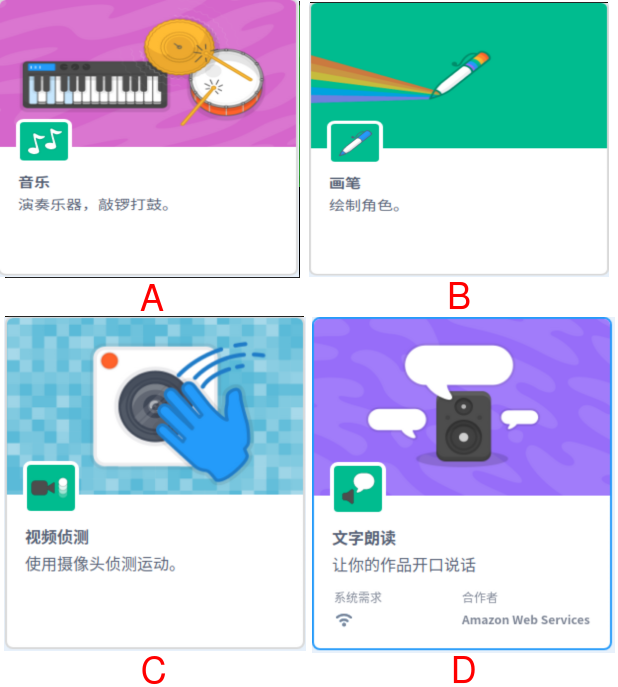 音乐
演奏乐器，敲锣打鼓。
A
画笔
绘制角色。
B
视频侦测
使用摄像头侦测运动。
C
文字朗读
让你的作品开口说话
系统需求 合作者
Amazon Web Services
D